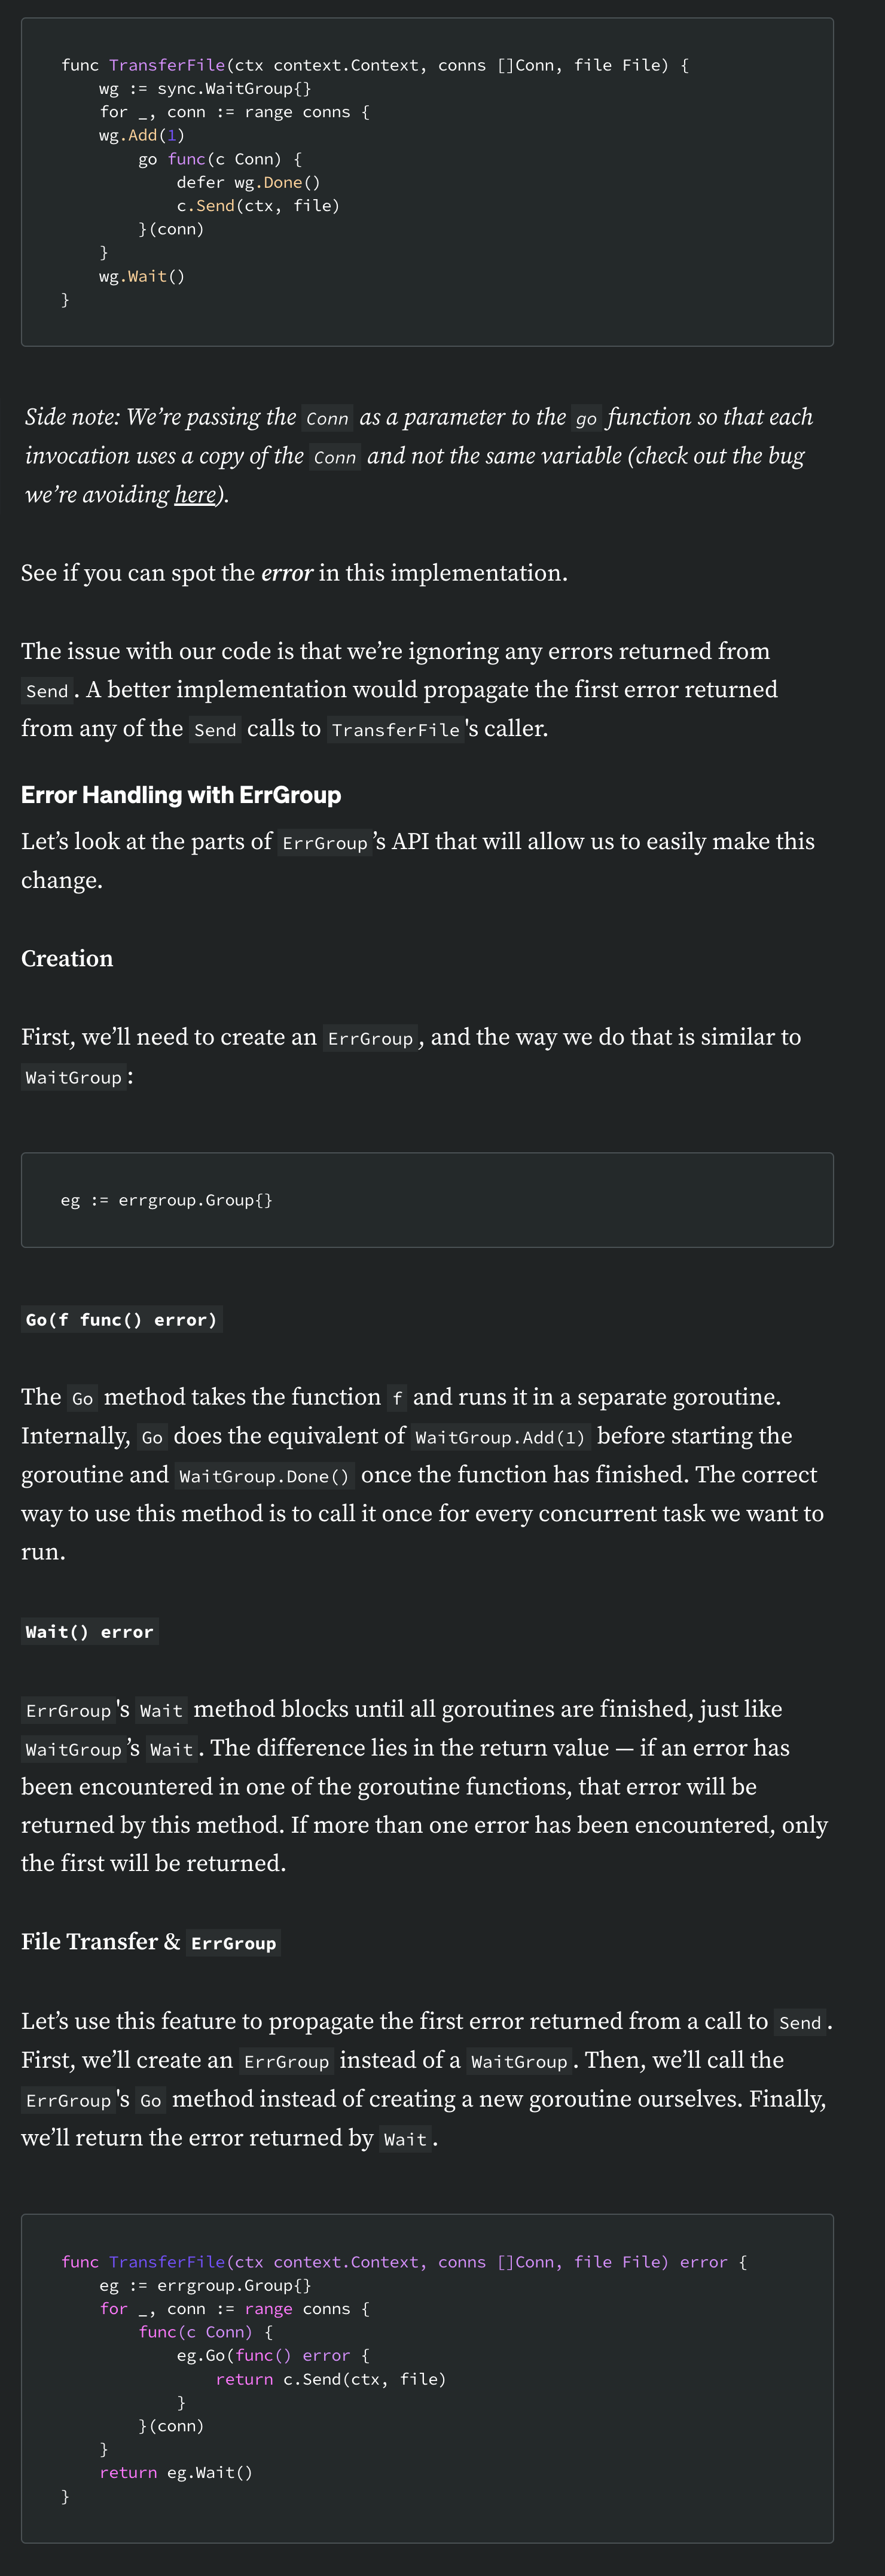 func TransferFile(ctx context.Context, conns []Conn, file File) {
    wg := sync.WaitGroup{}
    for _, conn := range conns {
    wg.Add(1)
        go func(c Conn) {
            defer wg.Done()
            c.Send(ctx, file)
        }(conn)
    }
    wg.Wait()
}
Side note: We’re passing the Conn as a parameter to the go function so that each
invocation uses a copy of the Conn and not the same variable (check out the bug
we’re avoiding here).
See if you can spot the error in this implementation.
The issue with our code is that we’re ignoring any errors returned from
Send. A better implementation would propagate the first error returned
from any of the Send calls to TransferFile's caller.
Error Handling with ErrGroup
Let’s look at the parts of ErrGroup’s API that will allow us to easily make this
change.
Creation
First, we’ll need to create an ErrGroup, and the way we do that is similar to
WaitGroup:
eg := errgroup.Group{}
Go(f func() error)
The Go method takes the function f and runs it in a separate goroutine.
Internally, Go does the equivalent of WaitGroup.Add(1) before starting the
goroutine and WaitGroup.Done() once the function has finished. The correct
way to use this method is to call it once for every concurrent task we want to
run.
Wait() error
ErrGroup's Wait method blocks until all goroutines are finished, just like
WaitGroup’s Wait. The difference lies in the return value — if an error has
been encountered in one of the goroutine functions, that error will be
returned by this method. If more than one error has been encountered, only
the first will be returned.
File Transfer & ErrGroup
Let’s use this feature to propagate the first error returned from a call to Send.
First, we’ll create an ErrGroup instead of a WaitGroup. Then, we’ll call the
ErrGroup's Go method instead of creating a new goroutine ourselves. Finally,
we’ll return the error returned by Wait.
func TransferFile(ctx context.Context, conns []Conn, file File) error {
    eg := errgroup.Group{}
    for _, conn := range conns {
        func(c Conn) {
            eg.Go(func() error {
                return c.Send(ctx, file)
            }
        }(conn)
    }
    return eg.Wait()
}